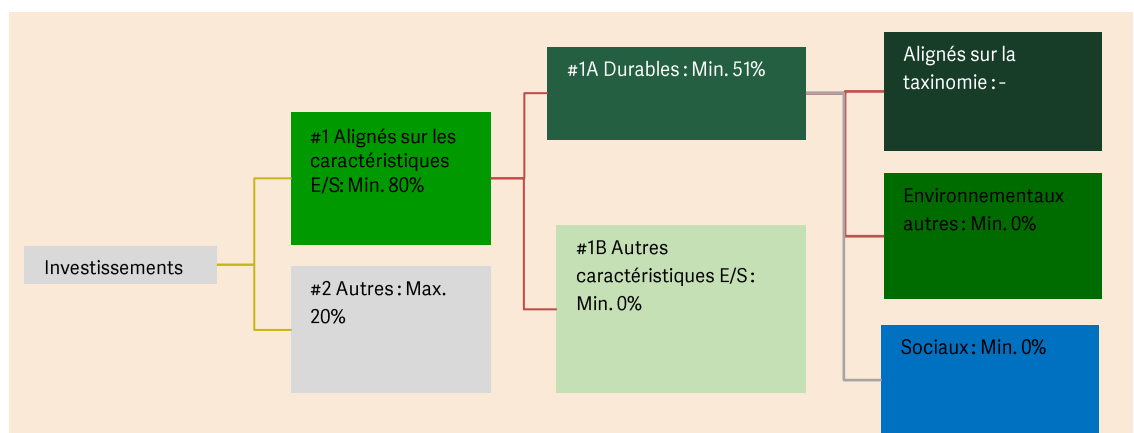 Investissements
#1 Alignés sur les
caractéristiques
E/S: Min. 80%
#2 Autres : Max.
20%
#1A Durables : Min. 51%
#1B Autres
caractéristiques E/S :
Min. 0%
Alignés sur la
taxinomie : -
Environnementaux
autres : Min. 0%
Sociaux : Min. 0%